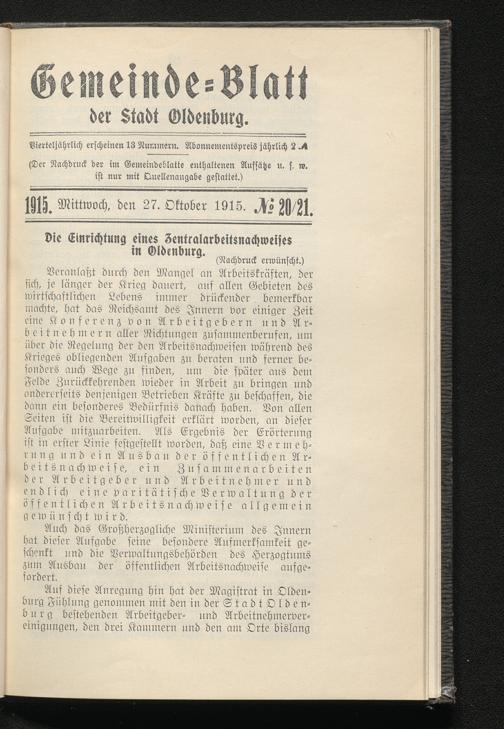 Gemeinde-Blatt
der Stadt Oldenburg.
Vierteljährlich erscheinen 13 Nummern. Abonnementspreis jährlich 2 ℳ
(Der Nachdruck der im Gemeindeblatte enthaltenen Aufsätze u. s. w.
ist nur mit Quellenangabe gestattet.)
1915. Mittwoch, den 27. Oktober 1915. № 20/21.
Die Einrichtung eines Zentralarbeitsnachweises
in Oldenburg.
(Nachdruck erwünscht.)
Veranlaßt durch den Mangel an Arbeitskräften, der
sich, je länger der Krieg dauert, auf allen Gebieten des
wirtschaftlichen Lebens immer drückender bemerkbar
machte, hat das Reichsamt des Innern vor einiger Zeit
eine Konferenz von Arbeitgebern und Ar-
beitnehmern aller Richtungen zusammenberufen, um
über die Regelung der den Arbeitsnachweisen während des
Krieges obliegenden Aufgaben zu beraten und ferner be-
sonders auch Wege zu finden, um die später aus dem
Felde Zurückkehrenden wieder in Arbeit zu bringen und
andererseits denjenigen Betrieben Kräfte zu beschaffen, die
dann ein besonderes Bedürfnis danach haben. Von allen
Seiten ist die Bereitwilligkeit erklärt worden, an dieser
Aufgabe mitzuarbeiten. Als Ergebnis der Erörterung
ist in erster Linie festgestellt worden, daß eine Vermeh-
rung und ein Ausbau der öffentlichen Ar-
beitsnachweise, ein Zusammenarbeiten
der Arbeitgeber und Arbeitnehmer und
endlich eine paritätische Verwaltung der
öffentlichen Arbeitsnachweise allgemein
gewünscht wird.
Auch das Großherzogliche Ministerium des Innern
hat dieser Aufgabe seine besondere Aufmerksamkeit ge-
schenkt und die Verwaltungsbehörden des Herzogtums
zum Ausbau der öffentlichen Arbeitsnachweise aufge-
fordert.
Auf diese Anregung hin hat der Magistrat in Olden-
burg Fühlung genommen mit den in der Stadt Olden-
burg bestehenden Arbeitgeber- und Arbeitnehmerver-
einigungen, den drei Kammern und den am Orte bislang